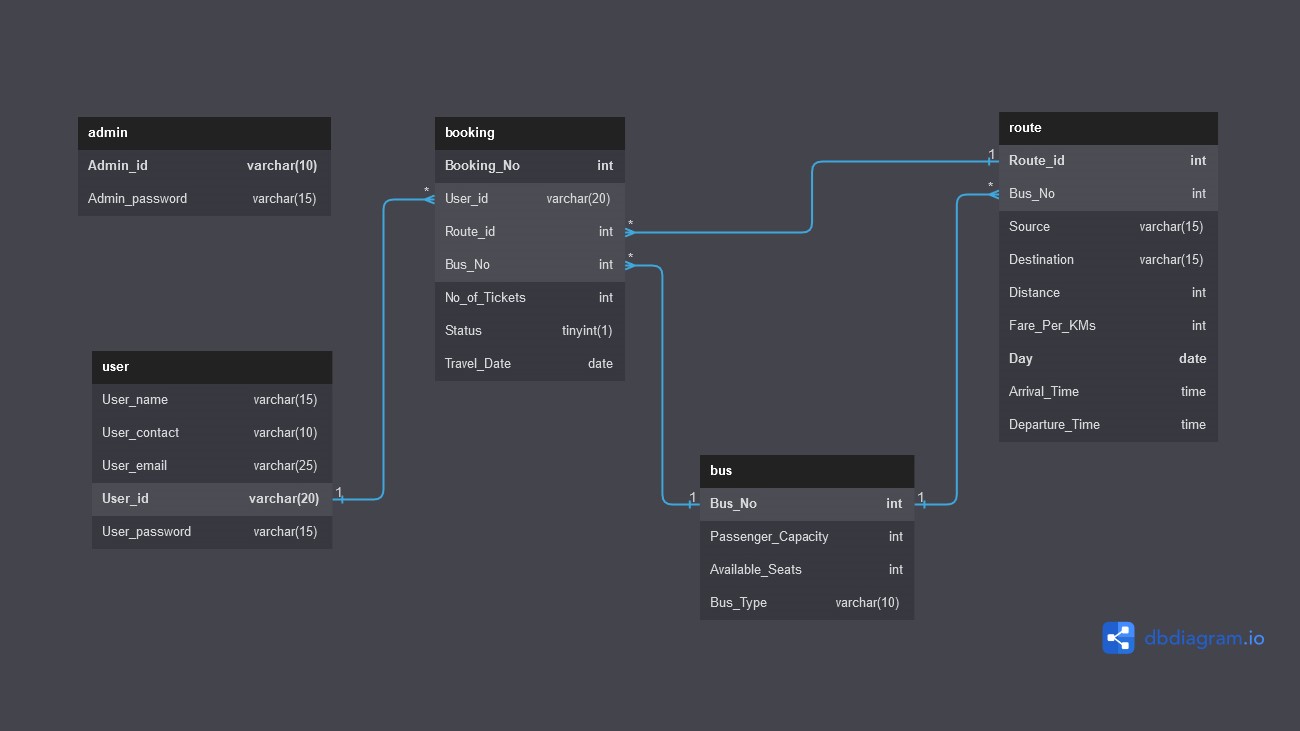 admin
Admin_id varchar(10)
Admin_password varchar(15)
booking
Booking_No int
User_id varchar(20)
Route_id int
Bus_No int
No_of_Tickets int
Status tinyint(1)
Travel_Date date
route
Route_id int
Bus_No int
Source varchar(15)
Destination varchar(15)
Distance int
Fare_Per_KMs int
Day date
Arrival_Time time
Departure_Time time
user
User_name varchar(15)
User_contact varchar(10)
User_email varchar(25)
User_id varchar(20)
User_password varchar(15)
bus
Bus_No int
Passenger_Capacity int
Available_Seats int
Bus_Type varchar(10)
*
1
*
*
1
*
1
1
dbdiagram.io